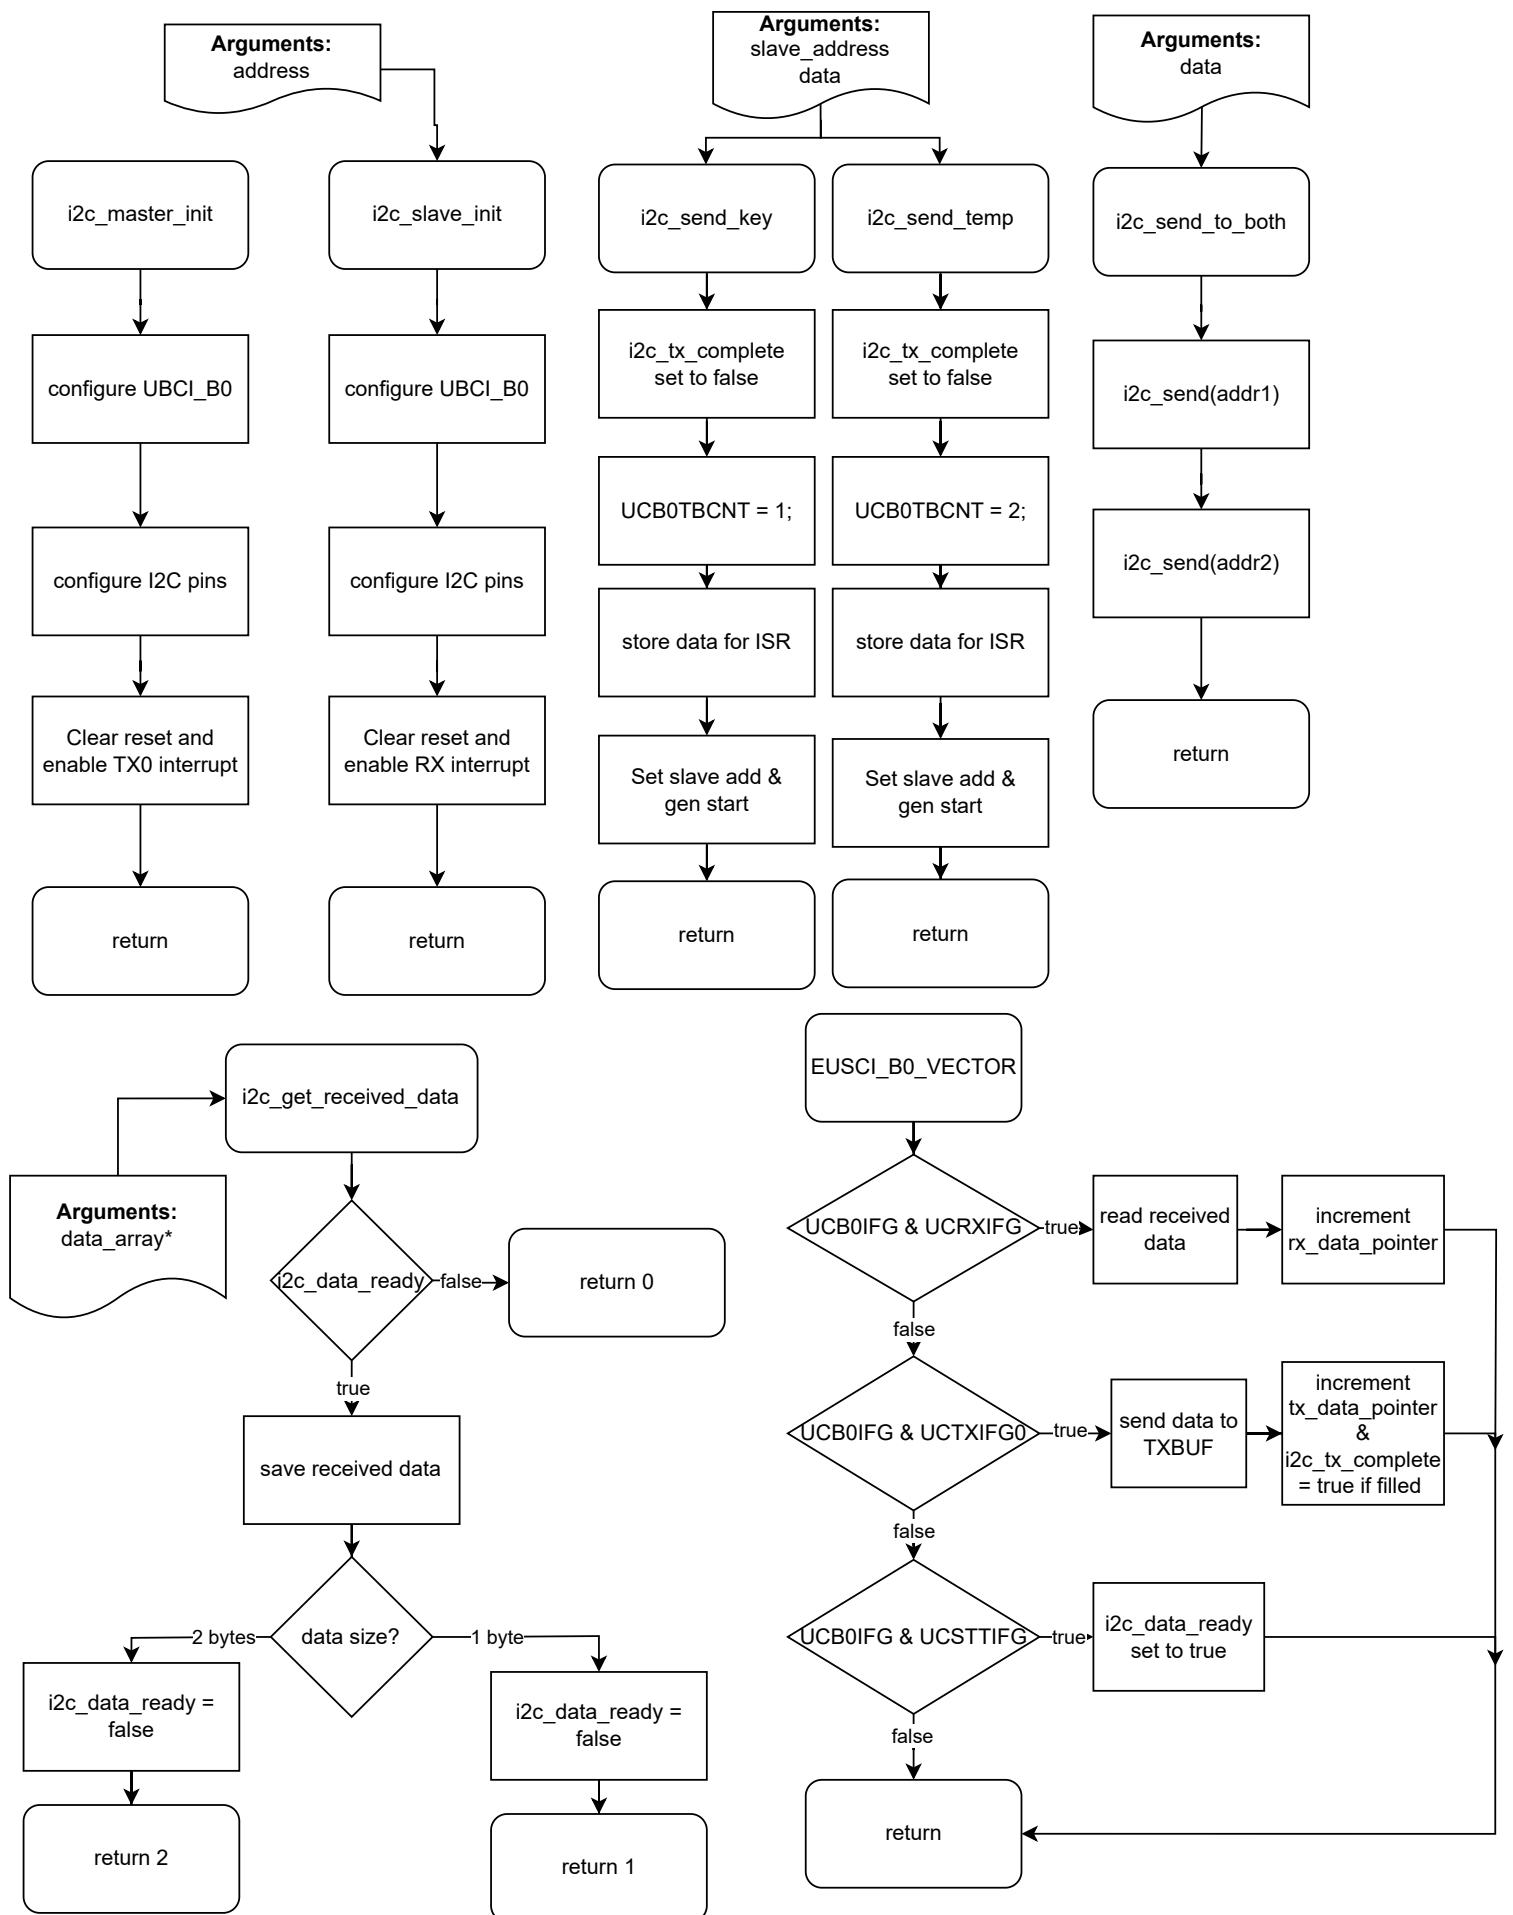 Arguments:
address
i2c_master_init
configure UBCI_B0
configure I2C pins
Clear reset and
enable TX0 interrupt
return
i2c_slave_init
configure UBCI_B0
configure I2C pins
Clear reset and
enable RX interrupt
return
Arguments:
slave_address
data
i2c_send_key
i2c_tx_complete
set to false
UCB0TBCNT = 1;
store data for ISR
Set slave add &
gen start
return
i2c_send_temp
i2c_tx_complete
set to false
UCB0TBCNT = 2;
store data for ISR
Set slave add &
gen start
return
Arguments:
data
i2c_send_to_both
i2c_send(addr1)
i2c_send(addr2)
return
Arguments:
data_array*
i2c_get_received_data
i2c_data_ready
false
return 0
true
save received data
data size?
2 bytes
i2c_data_ready =
false
return 2
1 byte
i2c_data_ready =
false
return 1
EUSCI_B0_VECTOR
UCB0IFG & UCRXIFG
true
read received
data
increment
rx_data_pointer
false
UCB0IFG & UCTXIFG0
true
send data to
TXBUF
increment
tx_data_pointer
&
i2c_tx_complete
= true if filled
false
UCB0IFG & UCSTTIFG
true
i2c_data_ready
set to true
false
return